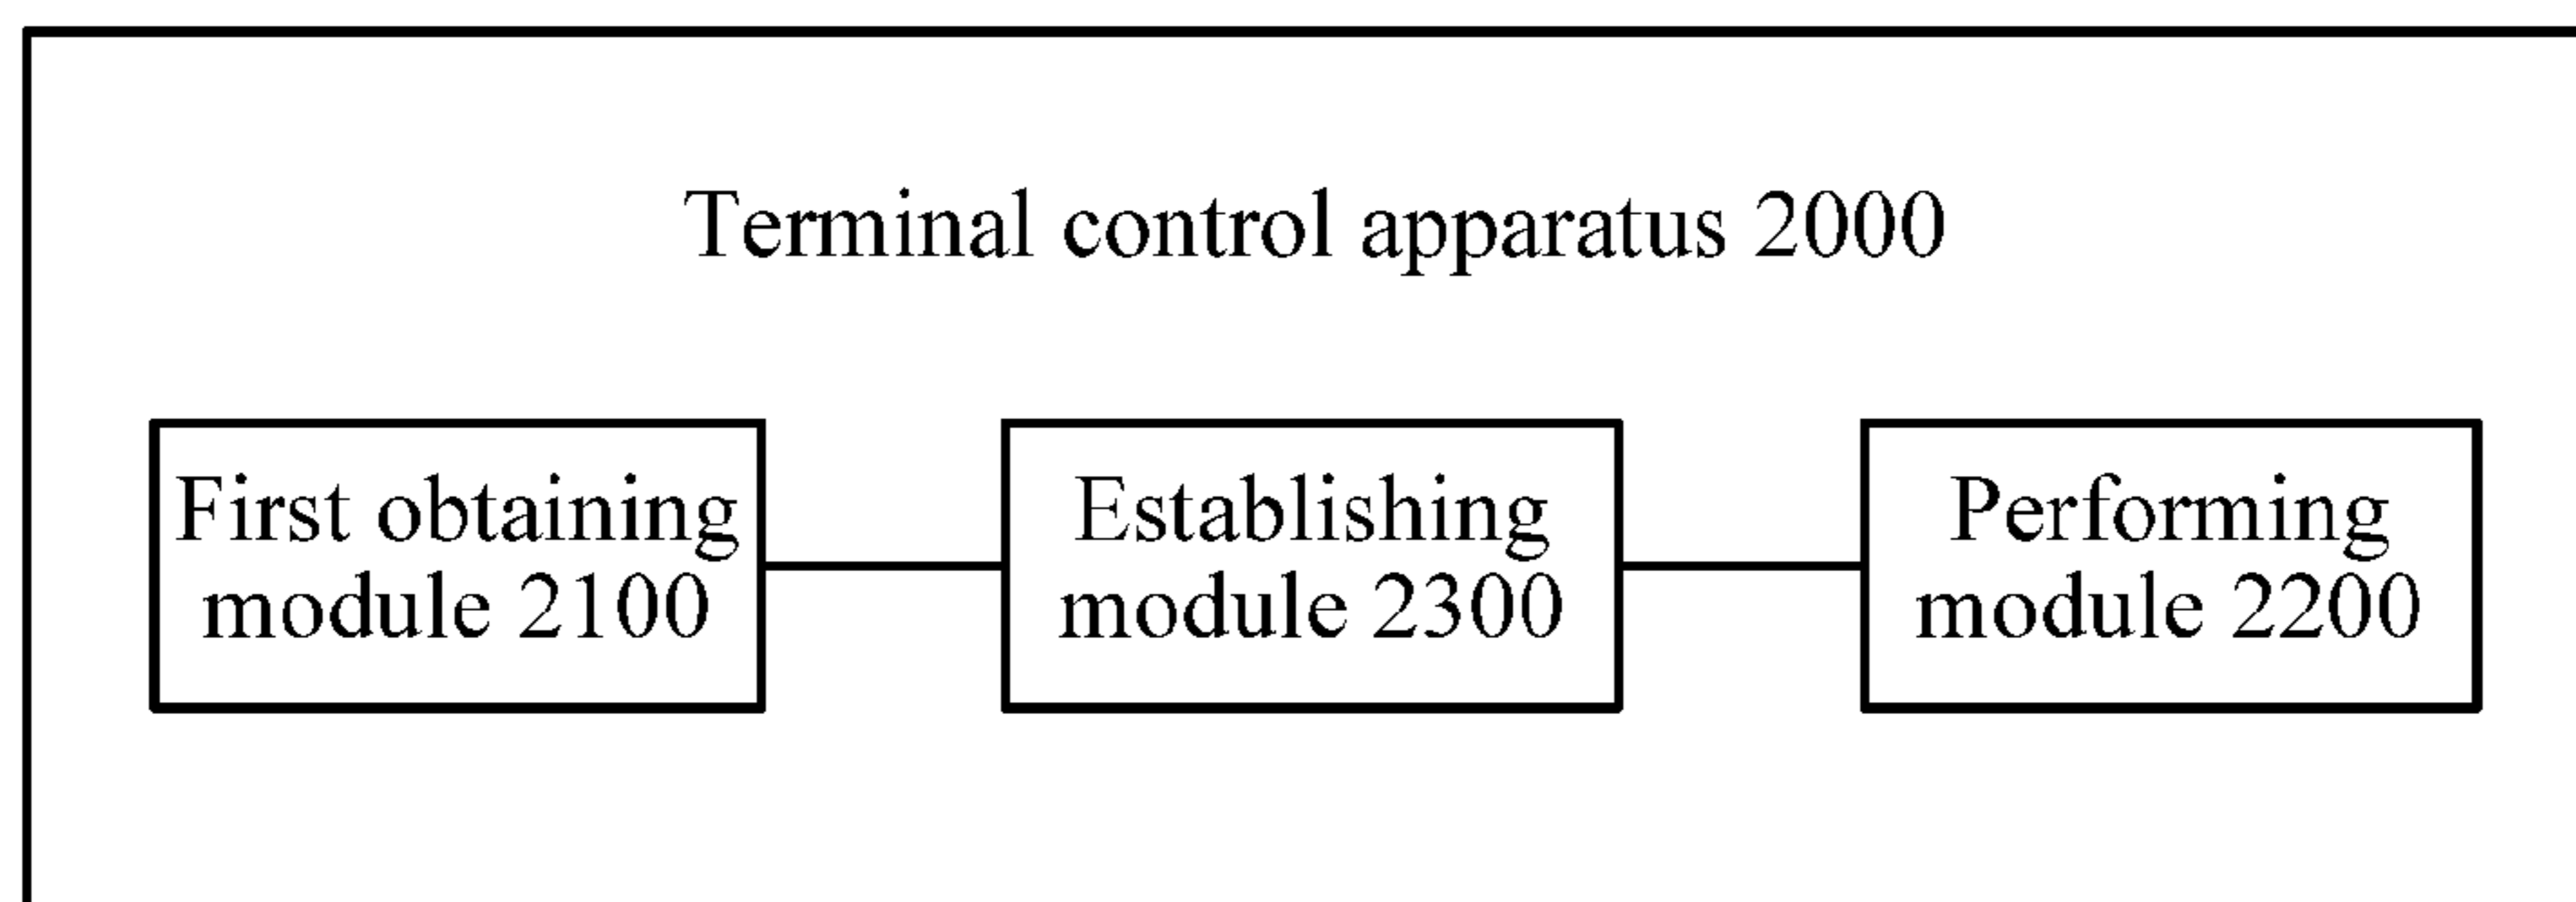 Terminal control apparatus 2000
First obtaining
module 2100
Establishing
module 2300
Performing
module 2200